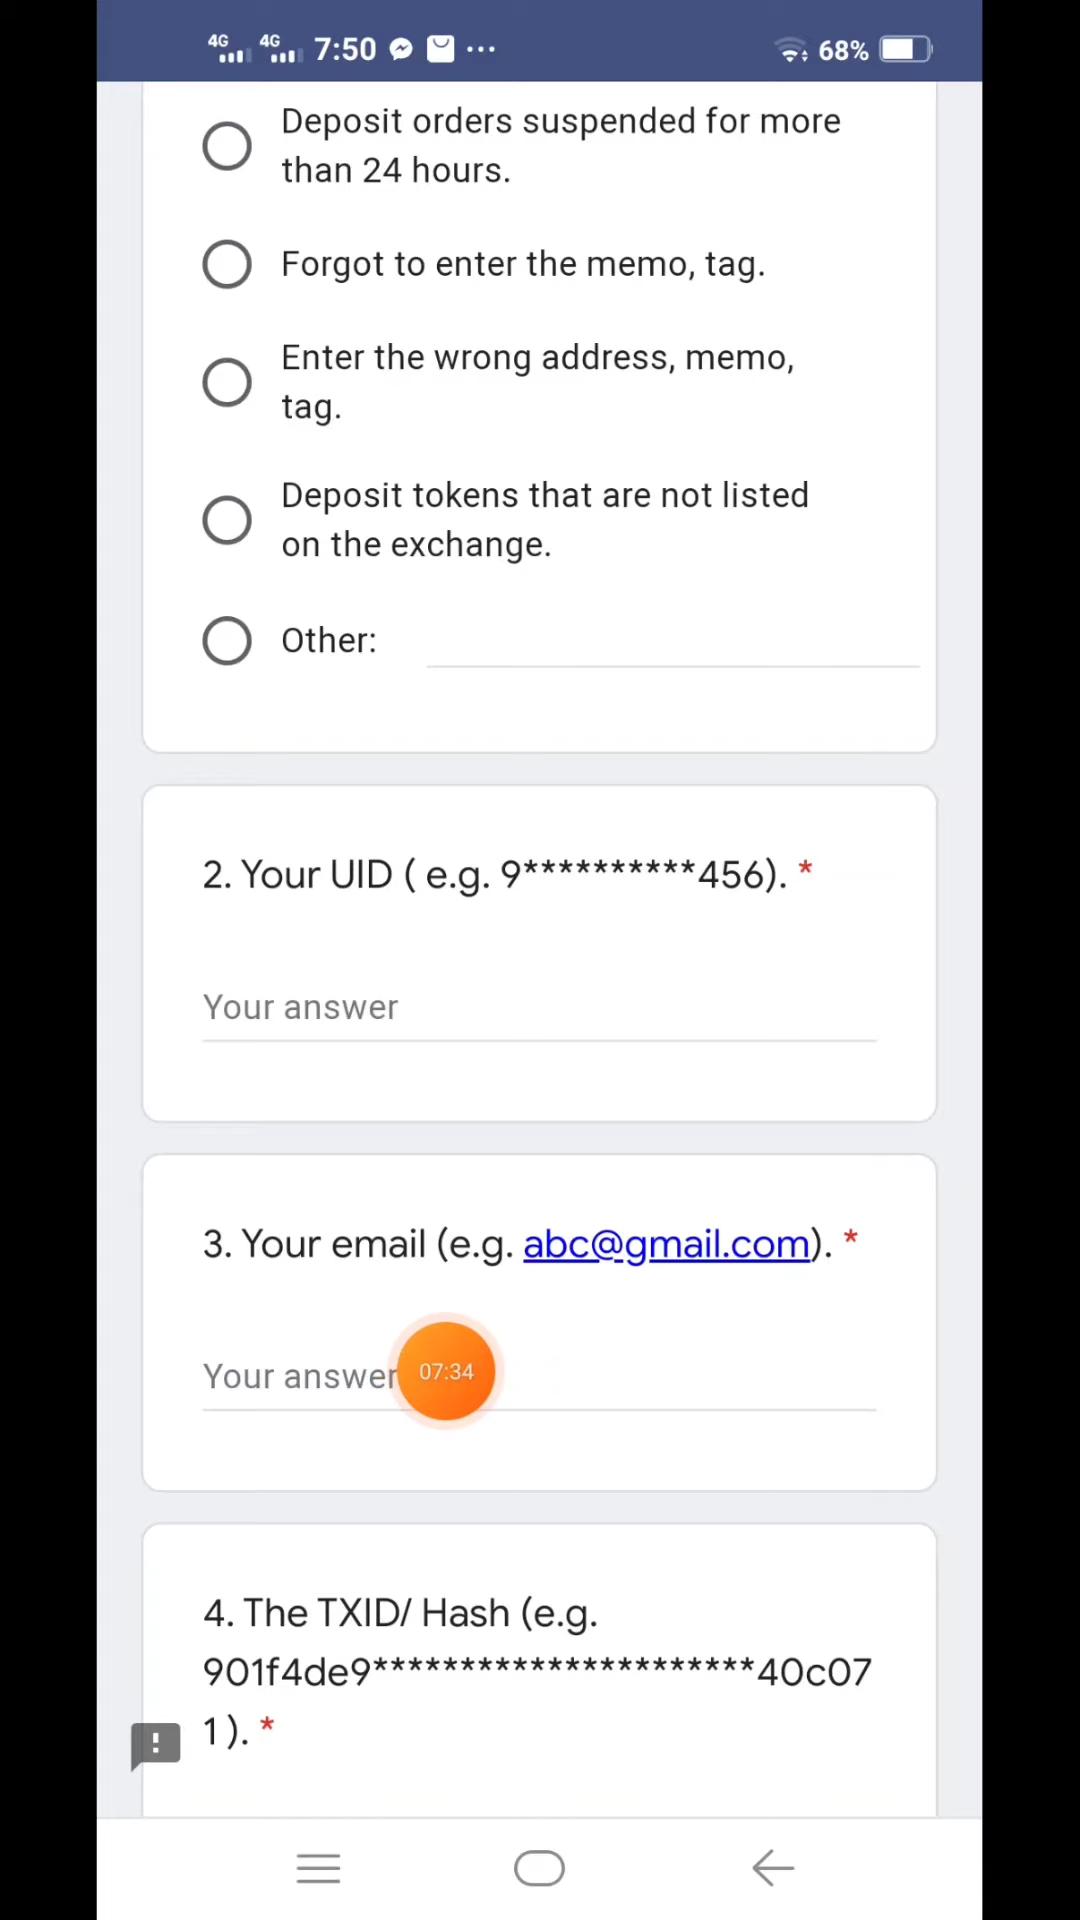 4G 4G 7:50 ... 68%
Deposit orders suspended for more
than 24 hours.
Forgot to enter the memo, tag.
Enter the wrong address, memo,
tag.
Deposit tokens that are not listed
on the exchange.
Other:
2. Your UID ( e.g. 9**********456). *
Your answer
3. Your email (e.g. abc@gmail.com). *
Your answer
07:34
4. The TXID/ Hash (e.g.
901f4de9**********************40c07
1). *